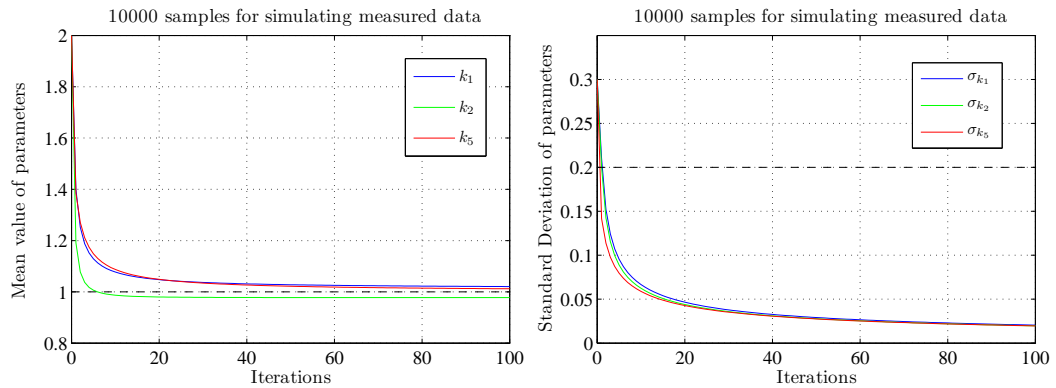 10000 samples for simulating measured data
Mean value of parameters
2
1.8
1.6
1.4
1.2
1
0.8
0
20
40
60
80
100
Iterations
k₁
k₂
k₅
10000 samples for simulating measured data
Standard Deviation of parameters
0.3
0.25
0.2
0.15
0.1
0.05
0
0
20
40
60
80
100
Iterations
σk₁
σk₂
σk₅